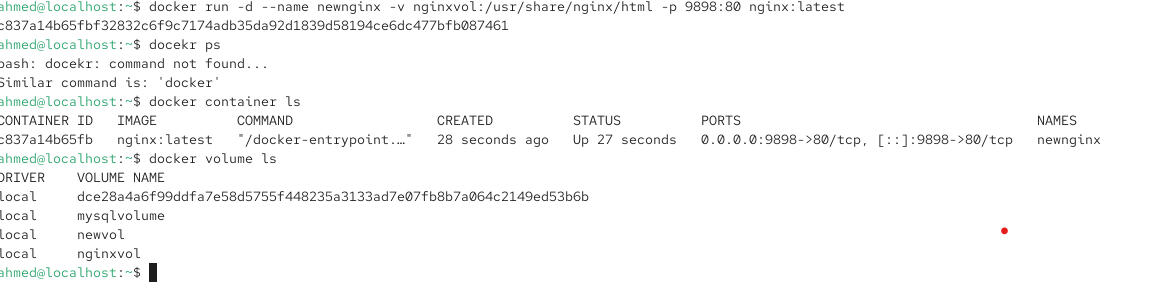 ahmed@localhost:~$ docker run -d --name newnginx -v nginxvol:/usr/share/nginx/html -p 9898:80 nginx:latest
c837a14b65fbf32832c6f9c7174adb35da92d1839d58194ce6dc477bfb087461
ahmed@localhost:~$ docekr ps
bash: docekr: command not found...
Similar command is: 'docker'
ahmed@localhost:~$ docker container ls
CONTAINER ID   IMAGE          COMMAND                  CREATED          STATUS          PORTS                                     NAMES
c837a14b65fb   nginx:latest   "/docker-entrypoint.…"   28 seconds ago   Up 27 seconds   0.0.0.0:9898->80/tcp, [::]:9898->80/tcp   newnginx
ahmed@localhost:~$ docker volume ls
DRIVER    VOLUME NAME
local     dce28a4a6f99ddfa7e58d5755f448235a3133ad7e07fb8b7a064c2149ed53b6b
local     mysqlvolume
local     newvol
local     nginxvol
ahmed@localhost:~$